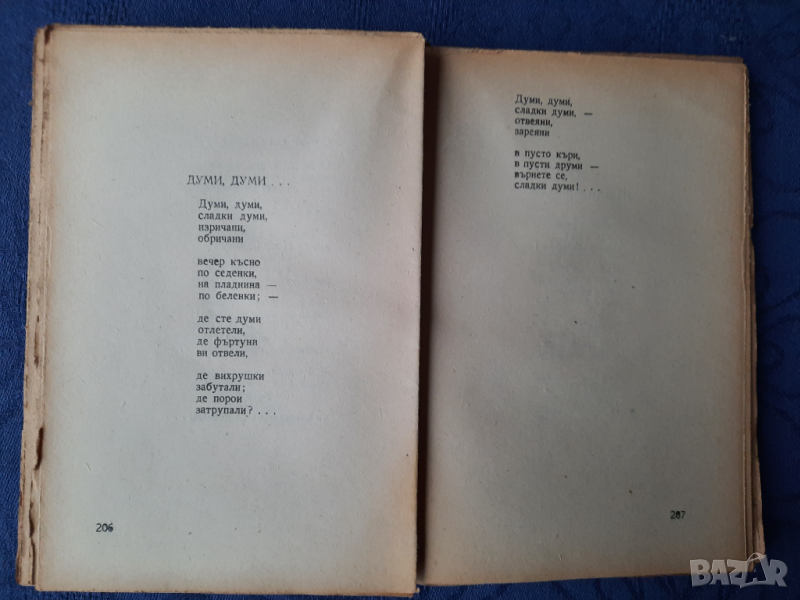 ДУМИ, ДУМИ . . .
Думи, думи,
сладки думи,
изричани,
обричани
вечер късно
по седенки,
на пладнина —
по беленки; —
де сте думи
отлетели,
де фъртуни
ви отвели,
де вихрушки
забутали;
де порои
затрупали? . . .
206
Думи, думи,
сладки думи, —
отвеяни,
зареяни
в пусто къри,
в пусти друми —
върнете се,
сладки думи! . . .
207
BAZAR